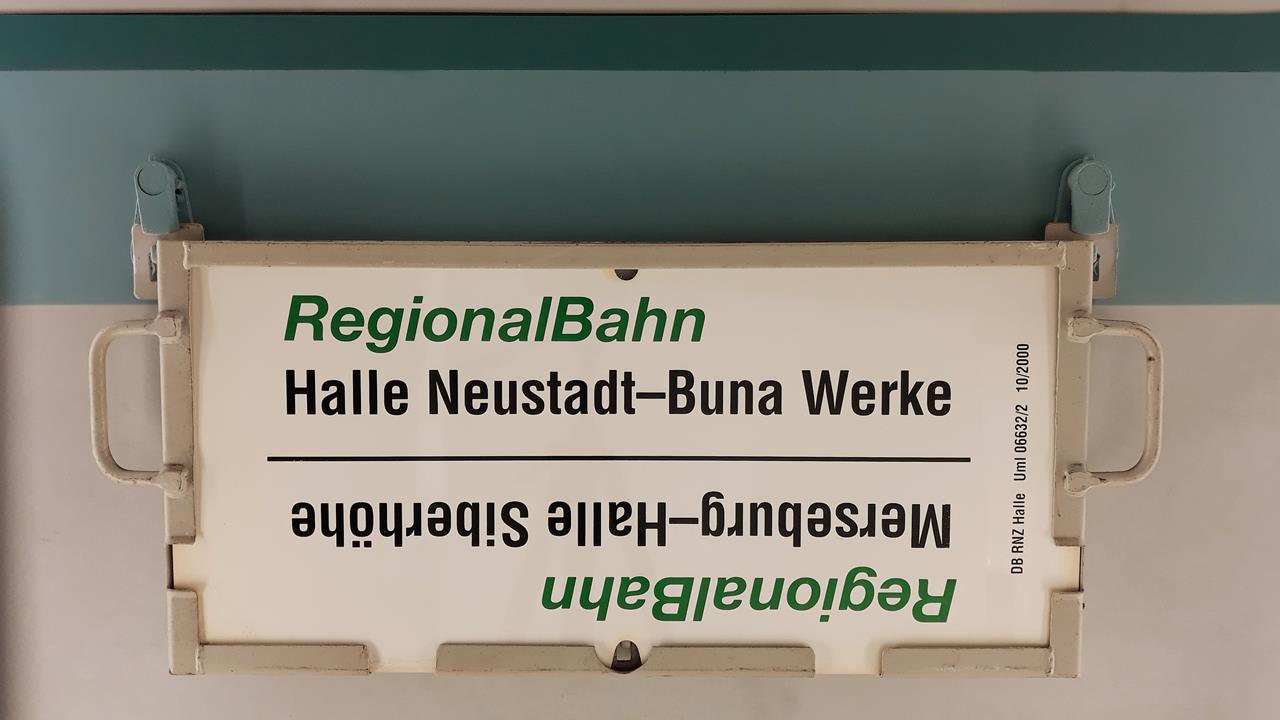 RegionalBahn
Halle Neustadt–Buna Werke
RegionalBahn
Merseburg–Halle Siberhöhe
DB RNZ Halle Uml 06632/2 10/2000